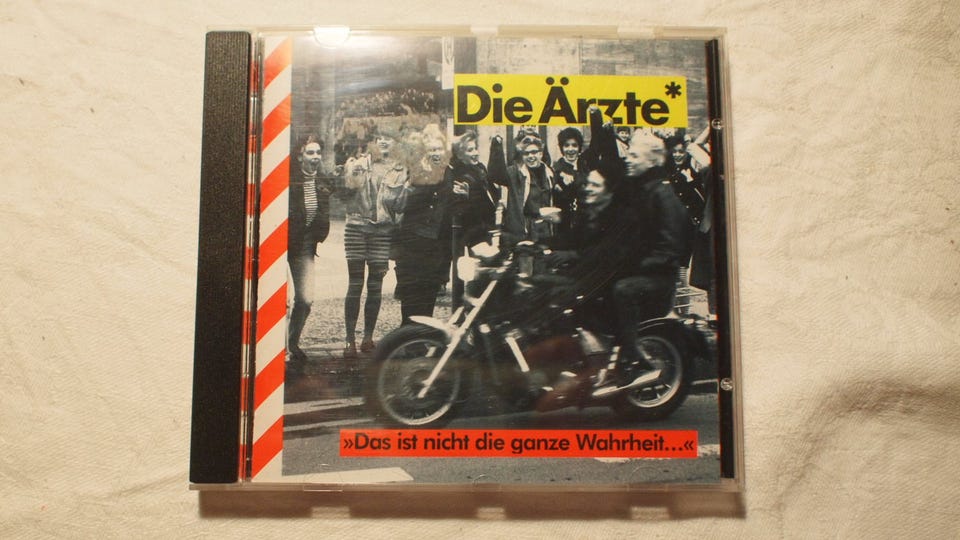 Die Ärzte*
»Das ist nicht die ganze Wahrheit...«